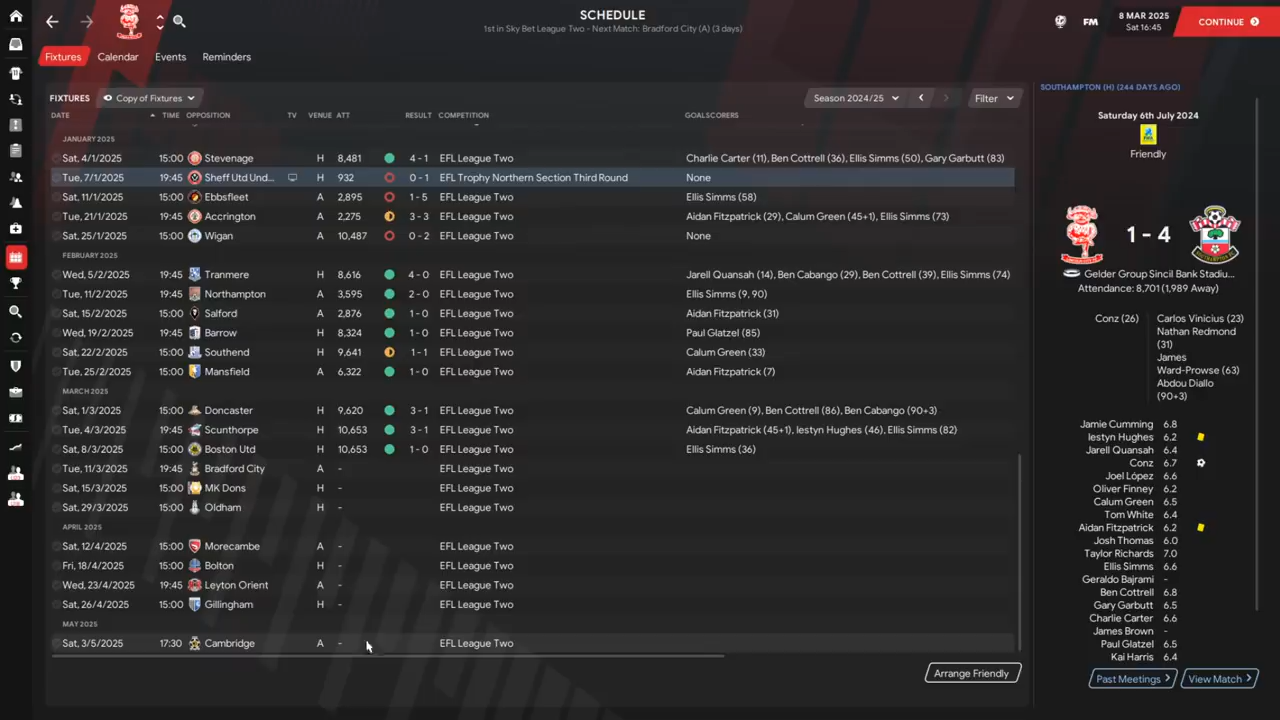 SCHEDULE
1st in Sky Bet League Two - Next Match: Bradford City (A) (3 days)
FM
8 MAR 2025
Sat 16:45
CONTINUE
Fixtures Calendar Events Reminders
FIXTURES Copy of Fixtures Season 2024/25 Filter
DATE TIME OPPOSITION TV VENUE ATT RESULT COMPETITION GOALSCORERS
JANUARY 2025
Sat, 4/1/2025 15:00 Stevenage H 8,481 4 - 1 EFL League Two Charlie Carter (11), Ben Cottrell (36), Ellis Simms (50), Gary Garbutt (83)
Tue, 7/1/2025 19:45 Sheff Utd Und... H 932 0 - 1 EFL Trophy Northern Section Third Round None
Sat, 11/1/2025 15:00 Ebbsfleet A 2,895 1 - 5 EFL League Two Ellis Simms (58)
Tue, 21/1/2025 19:45 Accrington A 2,275 3 - 3 EFL League Two Aidan Fitzpatrick (29), Calum Green (45+1), Ellis Simms (73)
Sat, 25/1/2025 15:00 Wigan A 10,487 0 - 2 EFL League Two None
FEBRUARY 2025
Wed, 5/2/2025 19:45 Tranmere H 8,616 4 - 0 EFL League Two Jarell Quansah (14), Ben Cabango (29), Ben Cottrell (39), Ellis Simms (74)
Tue, 11/2/2025 19:45 Northampton A 3,595 2 - 0 EFL League Two Ellis Simms (9, 90)
Sat, 15/2/2025 15:00 Salford A 2,876 1 - 0 EFL League Two Aidan Fitzpatrick (31)
Wed, 19/2/2025 19:45 Barrow H 8,324 1 - 0 EFL League Two Paul Glatzel (85)
Sat, 22/2/2025 15:00 Southend H 9,641 1 - 1 EFL League Two Calum Green (33)
Tue, 25/2/2025 15:00 Mansfield A 6,322 1 - 0 EFL League Two Aidan Fitzpatrick (7)
MARCH 2025
Sat, 1/3/2025 15:00 Doncaster H 9,620 3 - 1 EFL League Two Calum Green (9), Ben Cottrell (86), Ben Cabango (90+3)
Tue, 4/3/2025 19:45 Scunthorpe H 10,653 3 - 1 EFL League Two Aidan Fitzpatrick (45+1), Iestyn Hughes (46), Ellis Simms (82)
Sat, 8/3/2025 15:00 Boston Utd H 10,653 1 - 0 EFL League Two Ellis Simms (36)
Tue, 11/3/2025 19:45 Bradford City A - EFL League Two
Sat, 15/3/2025 15:00 MK Dons A - EFL League Two
Sat, 29/3/2025 15:00 Oldham H - EFL League Two
APRIL 2025
Sat, 12/4/2025 15:00 Morecambe A - EFL League Two
Fri, 18/4/2025 15:00 Bolton H - EFL League Two
Wed, 23/4/2025 19:45 Leyton Orient A - EFL League Two
Sat, 26/4/2025 15:00 Gillingham H - EFL League Two
MAY 2025
Sat, 3/5/2025 17:30 Cambridge A - EFL League Two
Arrange Friendly
SOUTHAMPTON (H) (244 DAYS AGO)
Saturday 6th July 2024
Friendly
1 - 4
Gelder Group Sincil Bank Stadiu...
Attendance: 8,701 (1,989 Away)
Conz (26) Carlos Vinicius (23)
Nathan Redmond
(31)
James
Ward-Prowse (63)
Abdou Diallo
(90+3)
Jamie Cumming 6.8
Iestyn Hughes 6.2
Jarell Quansah 6.4
Conz 6.7
Joel López 6.6
Oliver Finney 6.2
Calum Green 6.5
Tom White 6.4
Aidan Fitzpatrick 6.2
Josh Thomas 6.0
Taylor Richards 7.0
Ellis Simms 6.6
Geraldo Bajrami -
Ben Cottrell 6.8
Gary Garbutt 6.5
Charlie Carter 6.6
James Brown -
Paul Glatzel 6.5
Kai Harris 6.4
Past Meetings View Match